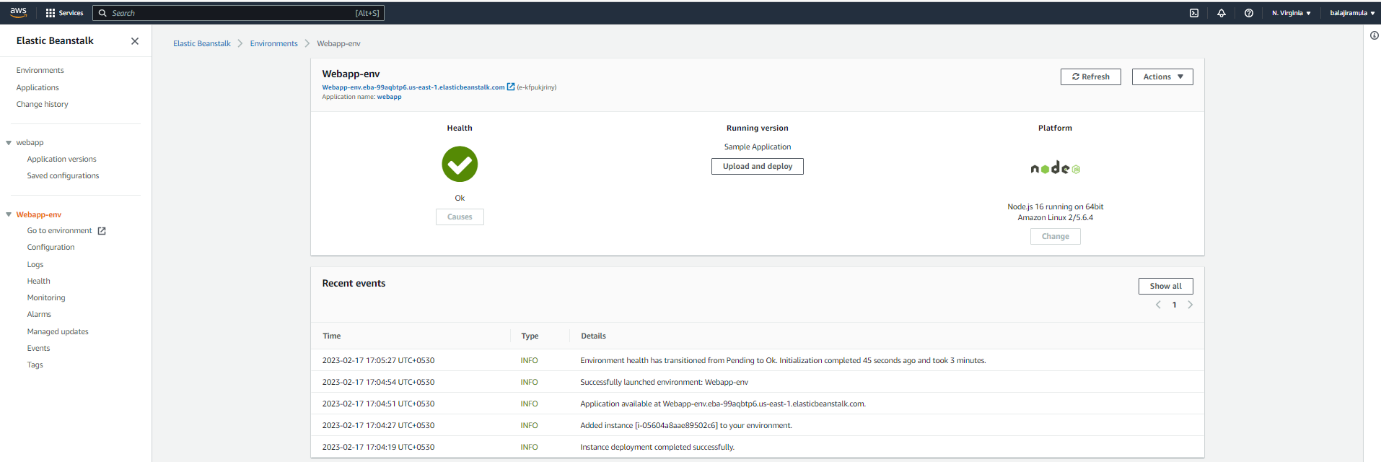 aws Services Search [Alt+S] N. Virginia balajiramula
Elastic Beanstalk
Environments
Applications
Change history
webapp
Application versions
Saved configurations
Webapp-env
Go to environment
Configuration
Logs
Health
Monitoring
Alarms
Managed updates
Events
Tags
Elastic Beanstalk > Environments > Webapp-env
Webapp-env
Refresh Actions
Webapp-env.eba-99aqbtp6.us-east-1.elasticbeanstalk.com (e-kfpukjriny)
Application name: webapp
Health
Ok
Causes
Running version
Sample Application
Upload and deploy
Platform
node
Node.js 16 running on 64bit
Amazon Linux 2/5.6.4
Change
Recent events
Show all
< 1 >
Time Type Details
2023-02-17 17:05:27 UTC+0530 INFO Environment health has transitioned from Pending to Ok. Initialization completed 45 seconds ago and took 3 minutes.
2023-02-17 17:04:54 UTC+0530 INFO Successfully launched environment: Webapp-env
2023-02-17 17:04:51 UTC+0530 INFO Application available at Webapp-env.eba-99aqbtp6.us-east-1.elasticbeanstalk.com.
2023-02-17 17:04:27 UTC+0530 INFO Added instance [i-05604a8aae89502c6] to your environment.
2023-02-17 17:04:19 UTC+0530 INFO Instance deployment completed successfully.